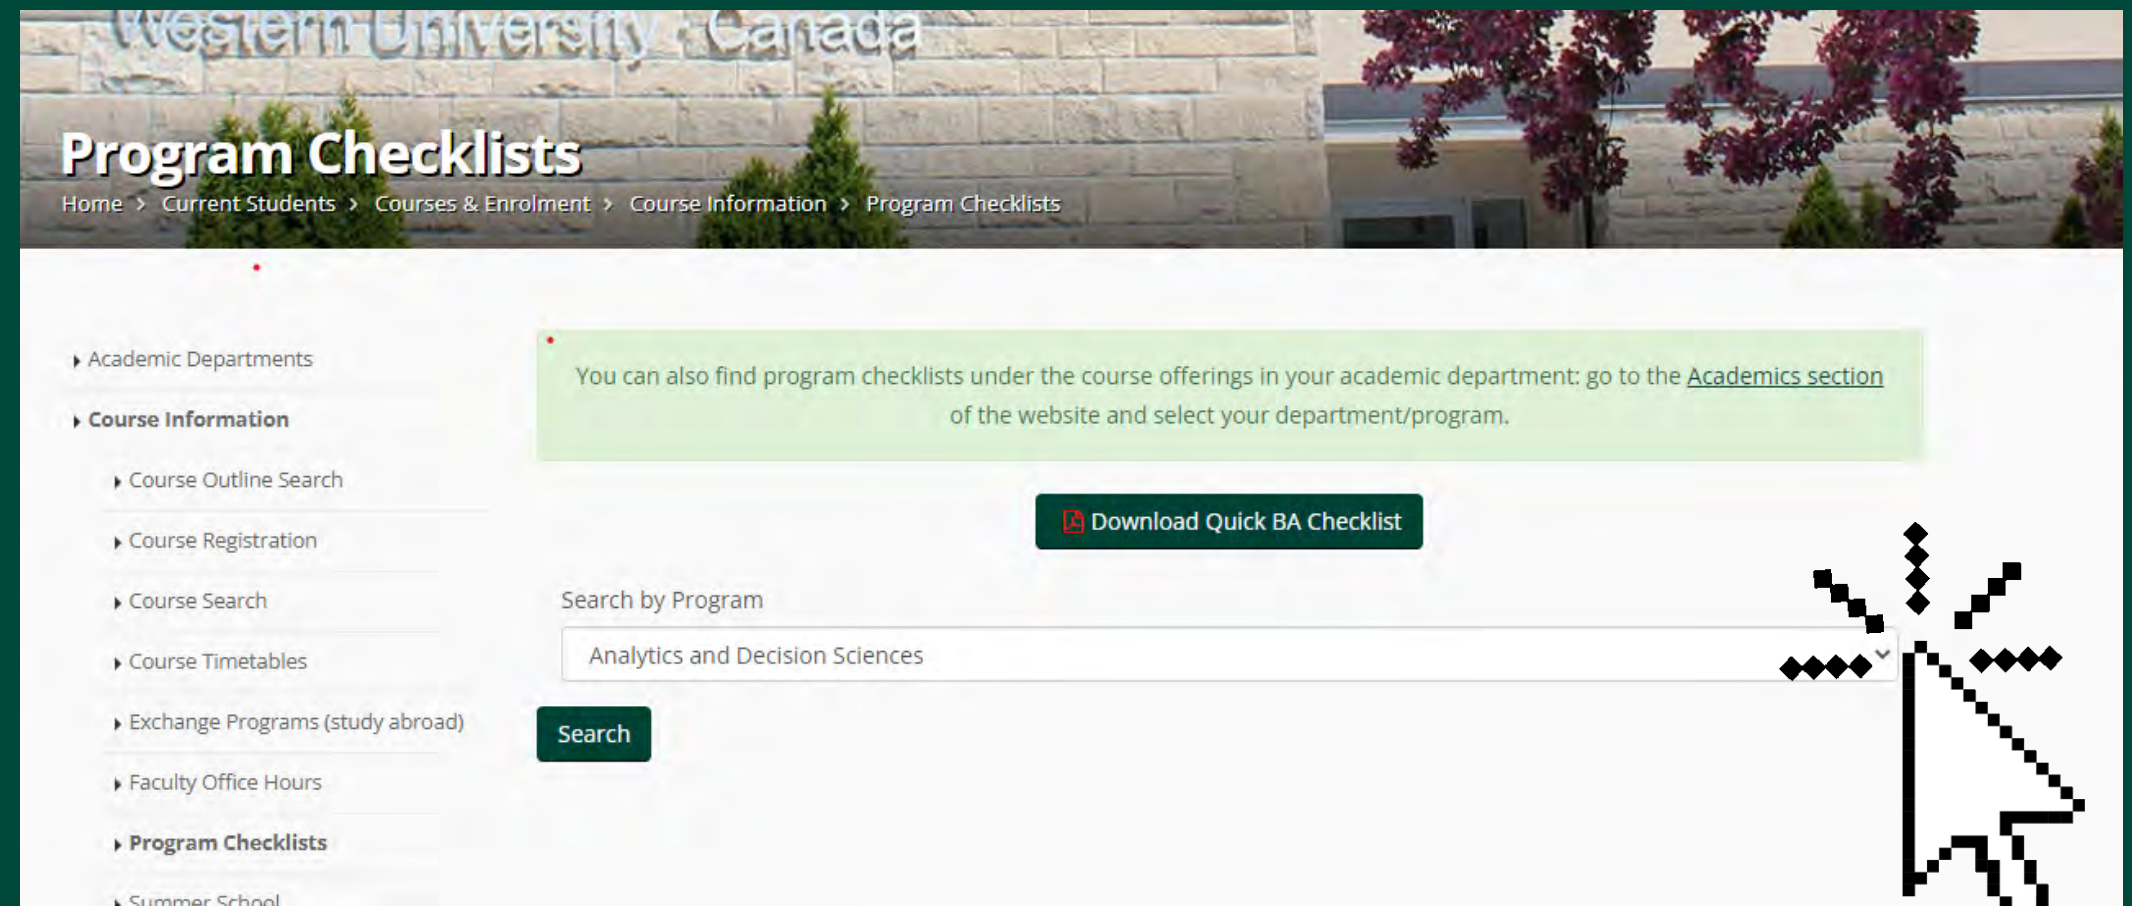 Western University · Canada
Program Checklists
Home > Current Students > Courses & Enrolment > Course Information > Program Checklists
Academic Departments
Course Information
Course Outline Search
Course Registration
Course Search
Course Timetables
Exchange Programs (study abroad)
Faculty Office Hours
Program Checklists
Summer School
You can also find program checklists under the course offerings in your academic department: go to the Academics section
of the website and select your department/program.
Download Quick BA Checklist
Search by Program
Analytics and Decision Sciences
Search